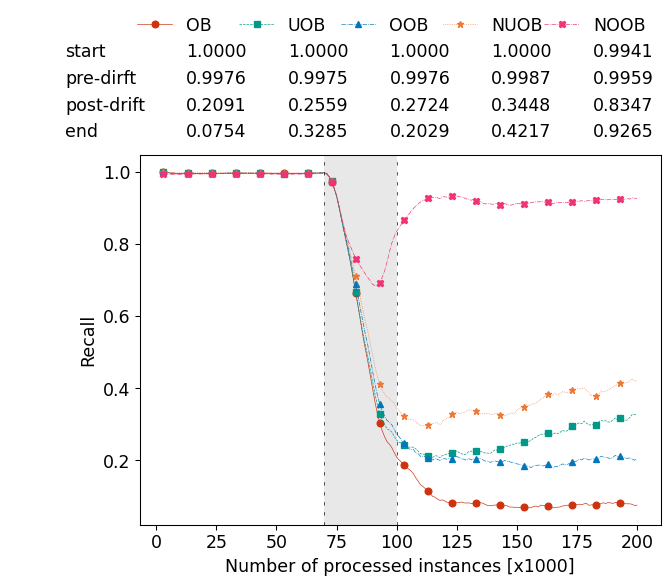 OB UOB OOB NUOB NOOB
start 1.0000 1.0000 1.0000 1.0000 0.9941
pre-dirft 0.9976 0.9975 0.9976 0.9987 0.9959
post-drift 0.2091 0.2559 0.2724 0.3448 0.8347
end 0.0754 0.3285 0.2029 0.4217 0.9265
1.0
0.8
0.6
0.4
0.2
Recall
0 25 50 75 100 125 150 175 200
Number of processed instances [x1000]